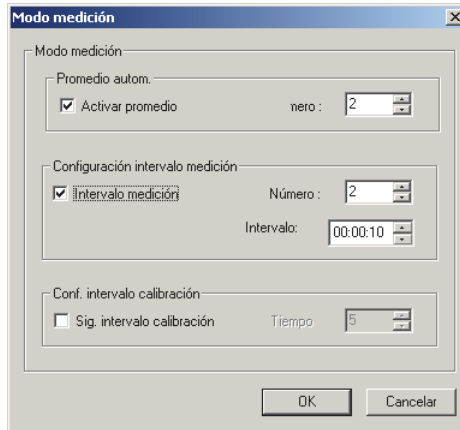 Modo medición
Modo medición
Promedio autom.
Activar promedio nero : 2
Configuración intervalo medición
Intervalo medición Número : 2
Intervalo: 00:00:10
Conf. intervalo calibración
Sig. intervalo calibración Tiempo 5
OK Cancelar